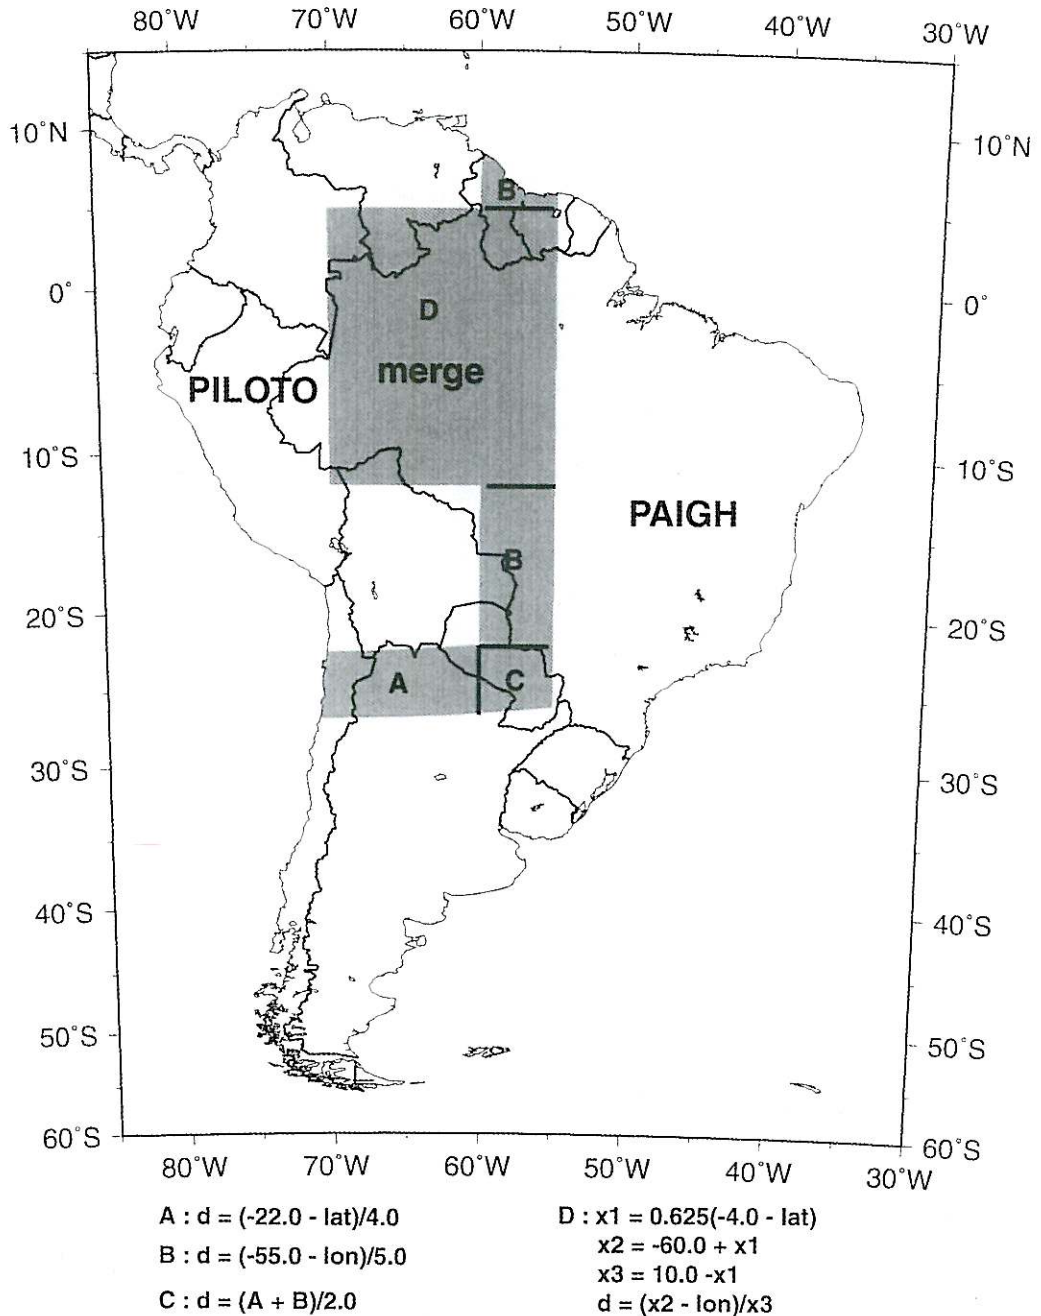 80°W 70°W 60°W 50°W 40°W 30°W
10°N 10°N
B
0° 0°
D
merge
PILOTO
10°S 10°S
PAIGH
B
20°S 20°S
A C
30°S 30°S
40°S 40°S
50°S 50°S
60°S 60°S
80°W 70°W 60°W 50°W 40°W 30°W
A : d = (-22.0 - lat)/4.0
B : d = (-55.0 - lon)/5.0
C : d = (A + B)/2.0
D : x1 = 0.625(-4.0 - lat)
x2 = -60.0 + x1
x3 = 10.0 -x1
d = (x2 - lon)/x3